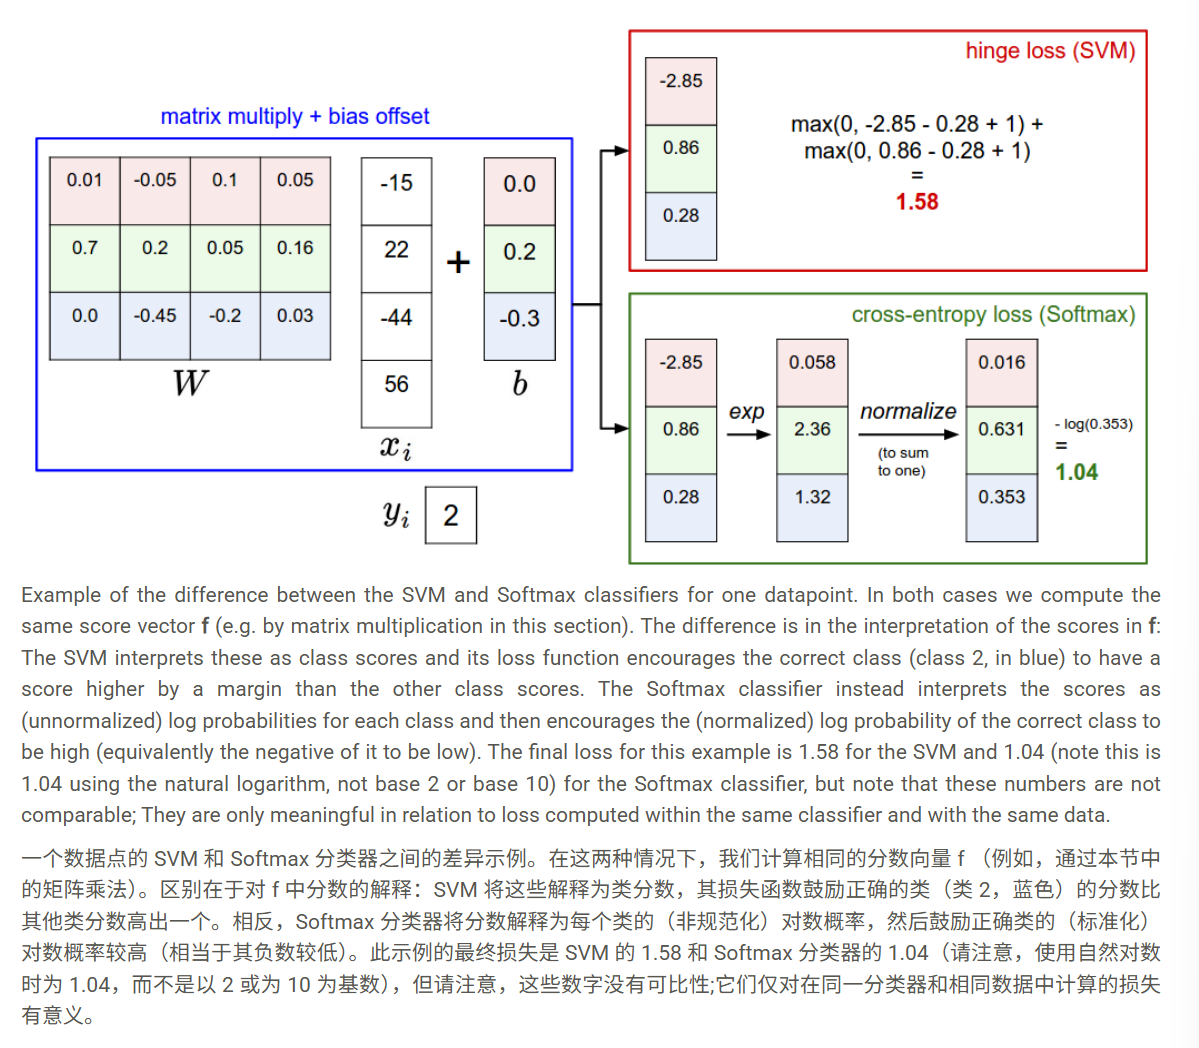 matrix multiply + bias offset
0.01 -0.05 0.1 0.05
0.7 0.2 0.05 0.16
0.0 -0.45 -0.2 0.03
W
-15
22
-44
56
x_i
+
0.0
0.2
-0.3
b
y_i 2
hinge loss (SVM)
-2.85
0.86
0.28
max(0, -2.85 - 0.28 + 1) +
max(0, 0.86 - 0.28 + 1)
=
1.58
cross-entropy loss (Softmax)
-2.85
0.86
0.28
exp
0.058
2.36
1.32
normalize
(to sum
to one)
0.016
0.631
0.353
- log(0.353)
=
1.04
Example of the difference between the SVM and Softmax classifiers for one datapoint. In both cases we compute the
same score vector f (e.g. by matrix multiplication in this section). The difference is in the interpretation of the scores in f:
The SVM interprets these as class scores and its loss function encourages the correct class (class 2, in blue) to have a
score higher by a margin than the other class scores. The Softmax classifier instead interprets the scores as
(unnormalized) log probabilities for each class and then encourages the (normalized) log probability of the correct class to
be high (equivalently the negative of it to be low). The final loss for this example is 1.58 for the SVM and 1.04 (note this is
1.04 using the natural logarithm, not base 2 or base 10) for the Softmax classifier, but note that these numbers are not
comparable; They are only meaningful in relation to loss computed within the same classifier and with the same data.
一个数据点的 SVM 和 Softmax 分类器之间的差异示例。在这两种情况下，我们计算相同的分数向量 f （例如，通过本节中
的矩阵乘法）。区别在于对 f 中分数的解释：SVM 将这些解释为类分数，其损失函数鼓励正确的类（类 2，蓝色）的分数比
其他类分数高出一个。相反，Softmax 分类器将分数解释为每个类的（非规范化）对数概率，然后鼓励正确类的（标准化）
对数概率较高（相当于其负数较低）。此示例的最终损失是 SVM 的 1.58 和 Softmax 分类器的 1.04（请注意，使用自然对数
时为 1.04，而不是以 2 或为 10 为基数），但请注意，这些数字没有可比性;它们仅对在同一分类器和相同数据中计算的损失
有意义。